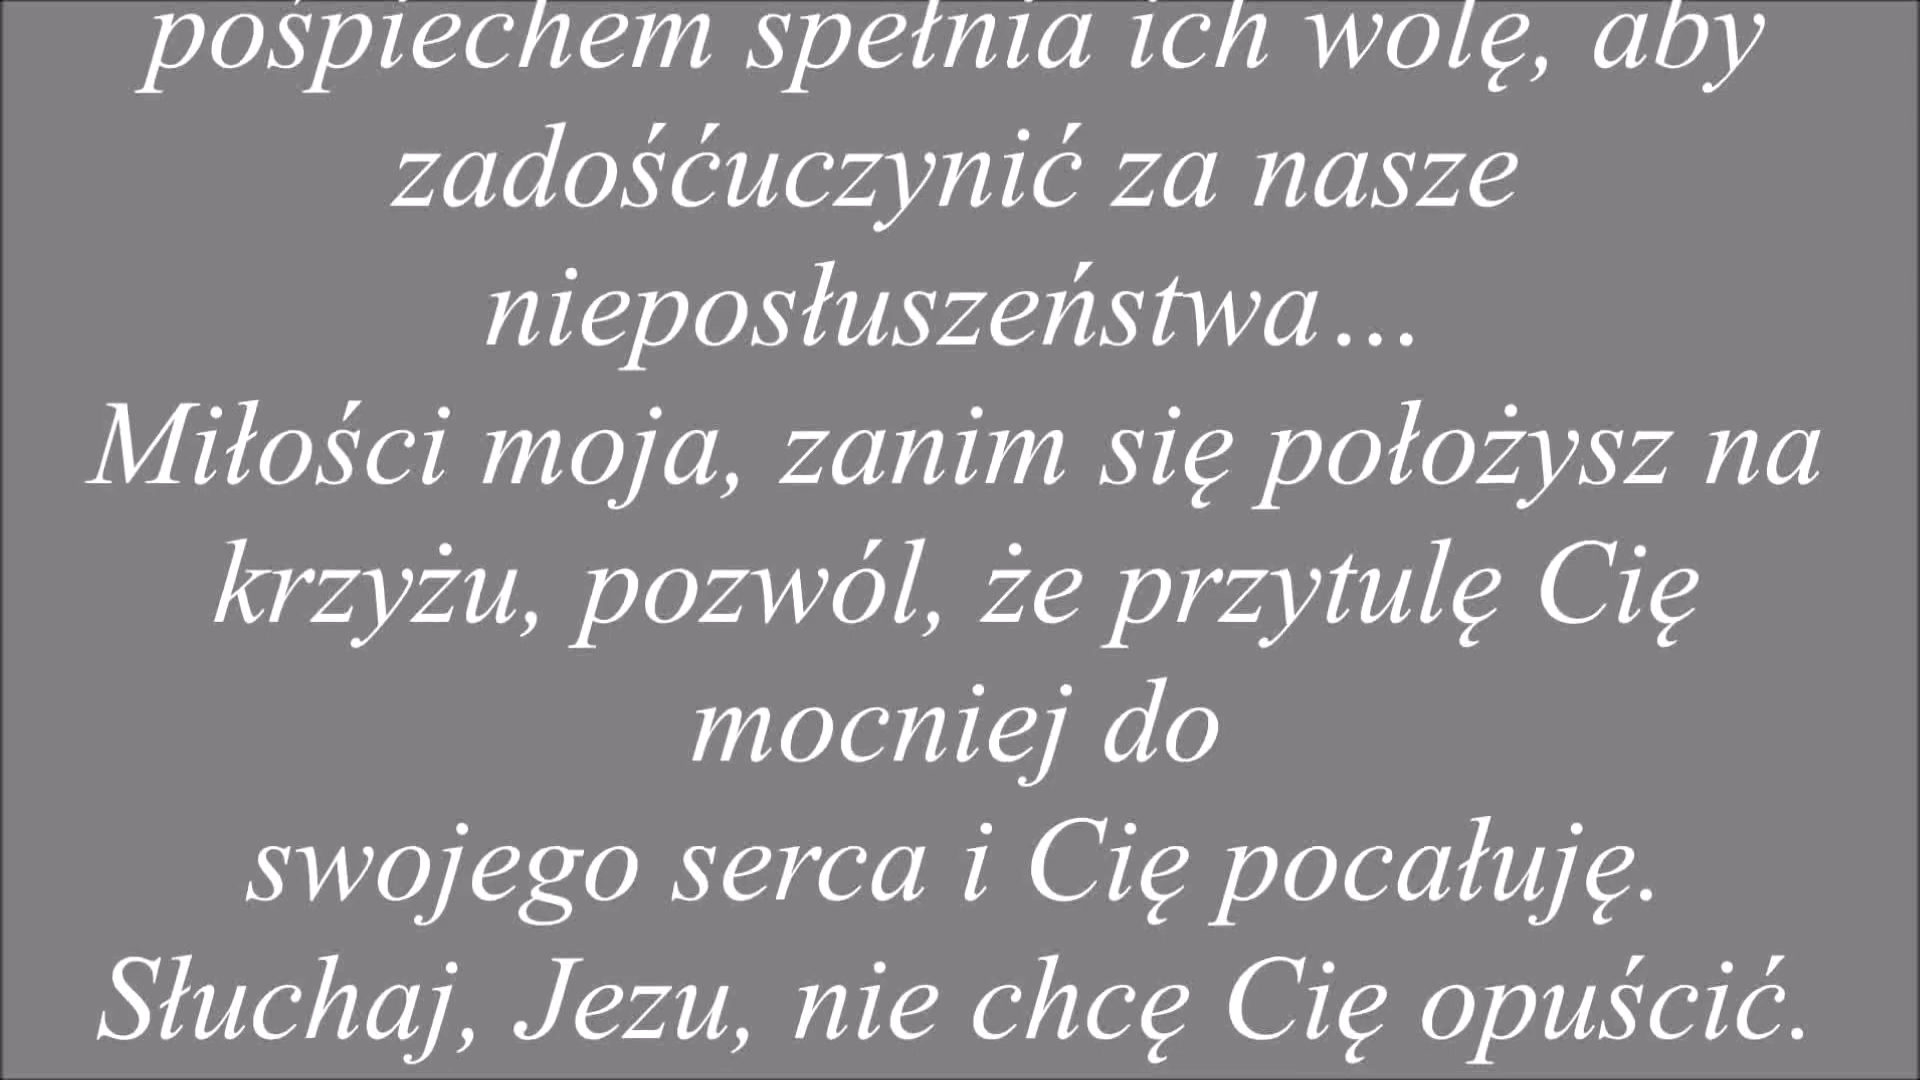 pośpiechem spełnia ich wolę, aby
zadośćuczynić za nasze
nieposłuszeństwa…
Miłości moja, zanim się położysz na
krzyżu, pozwól, że przytulę Cię
mocniej do
swojego serca i Cię pocałuję.
Słuchaj, Jezu, nie chcę Cię opuścić.